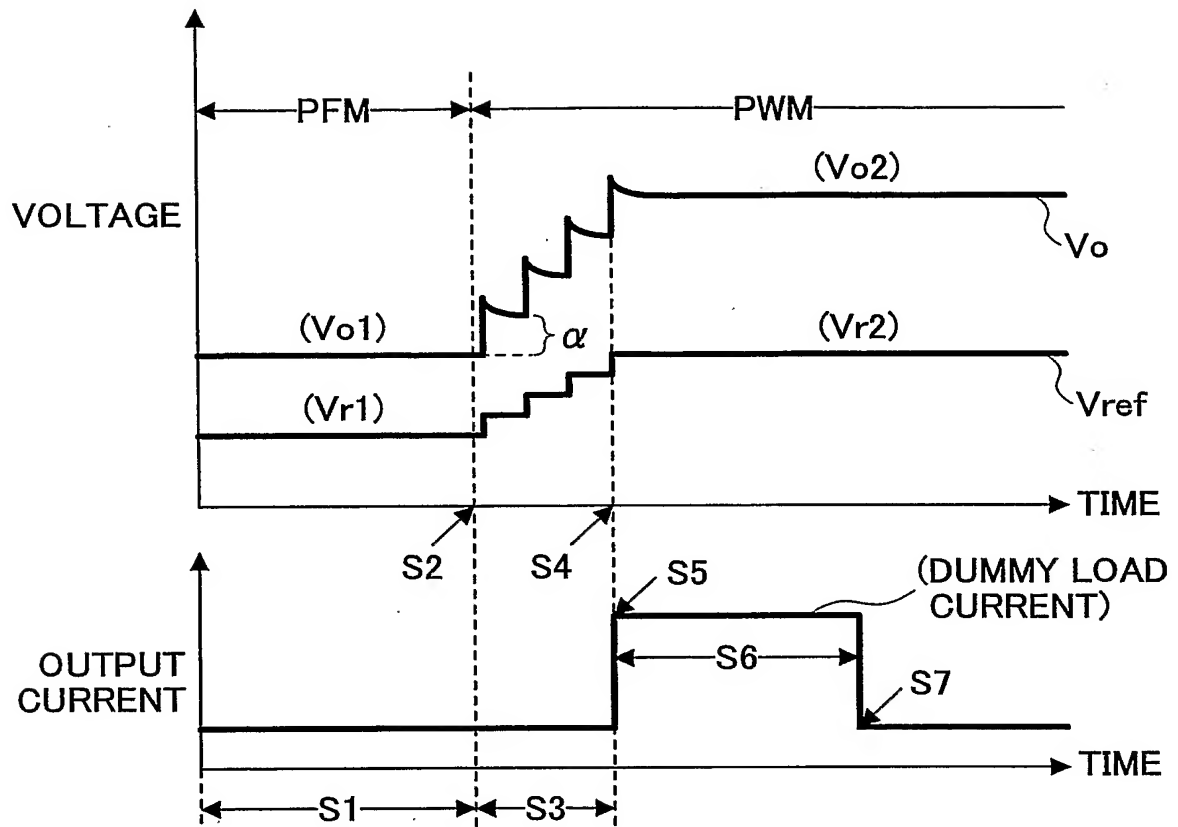 PFM
PWM
(Vo2)
VOLTAGE
Vo
(Vo1)
α
(Vr2)
(Vr1)
Vref
TIME
S2
S4
S5
(DUMMY LOAD
CURRENT)
OUTPUT
CURRENT
S6
S7
TIME
S1
S3